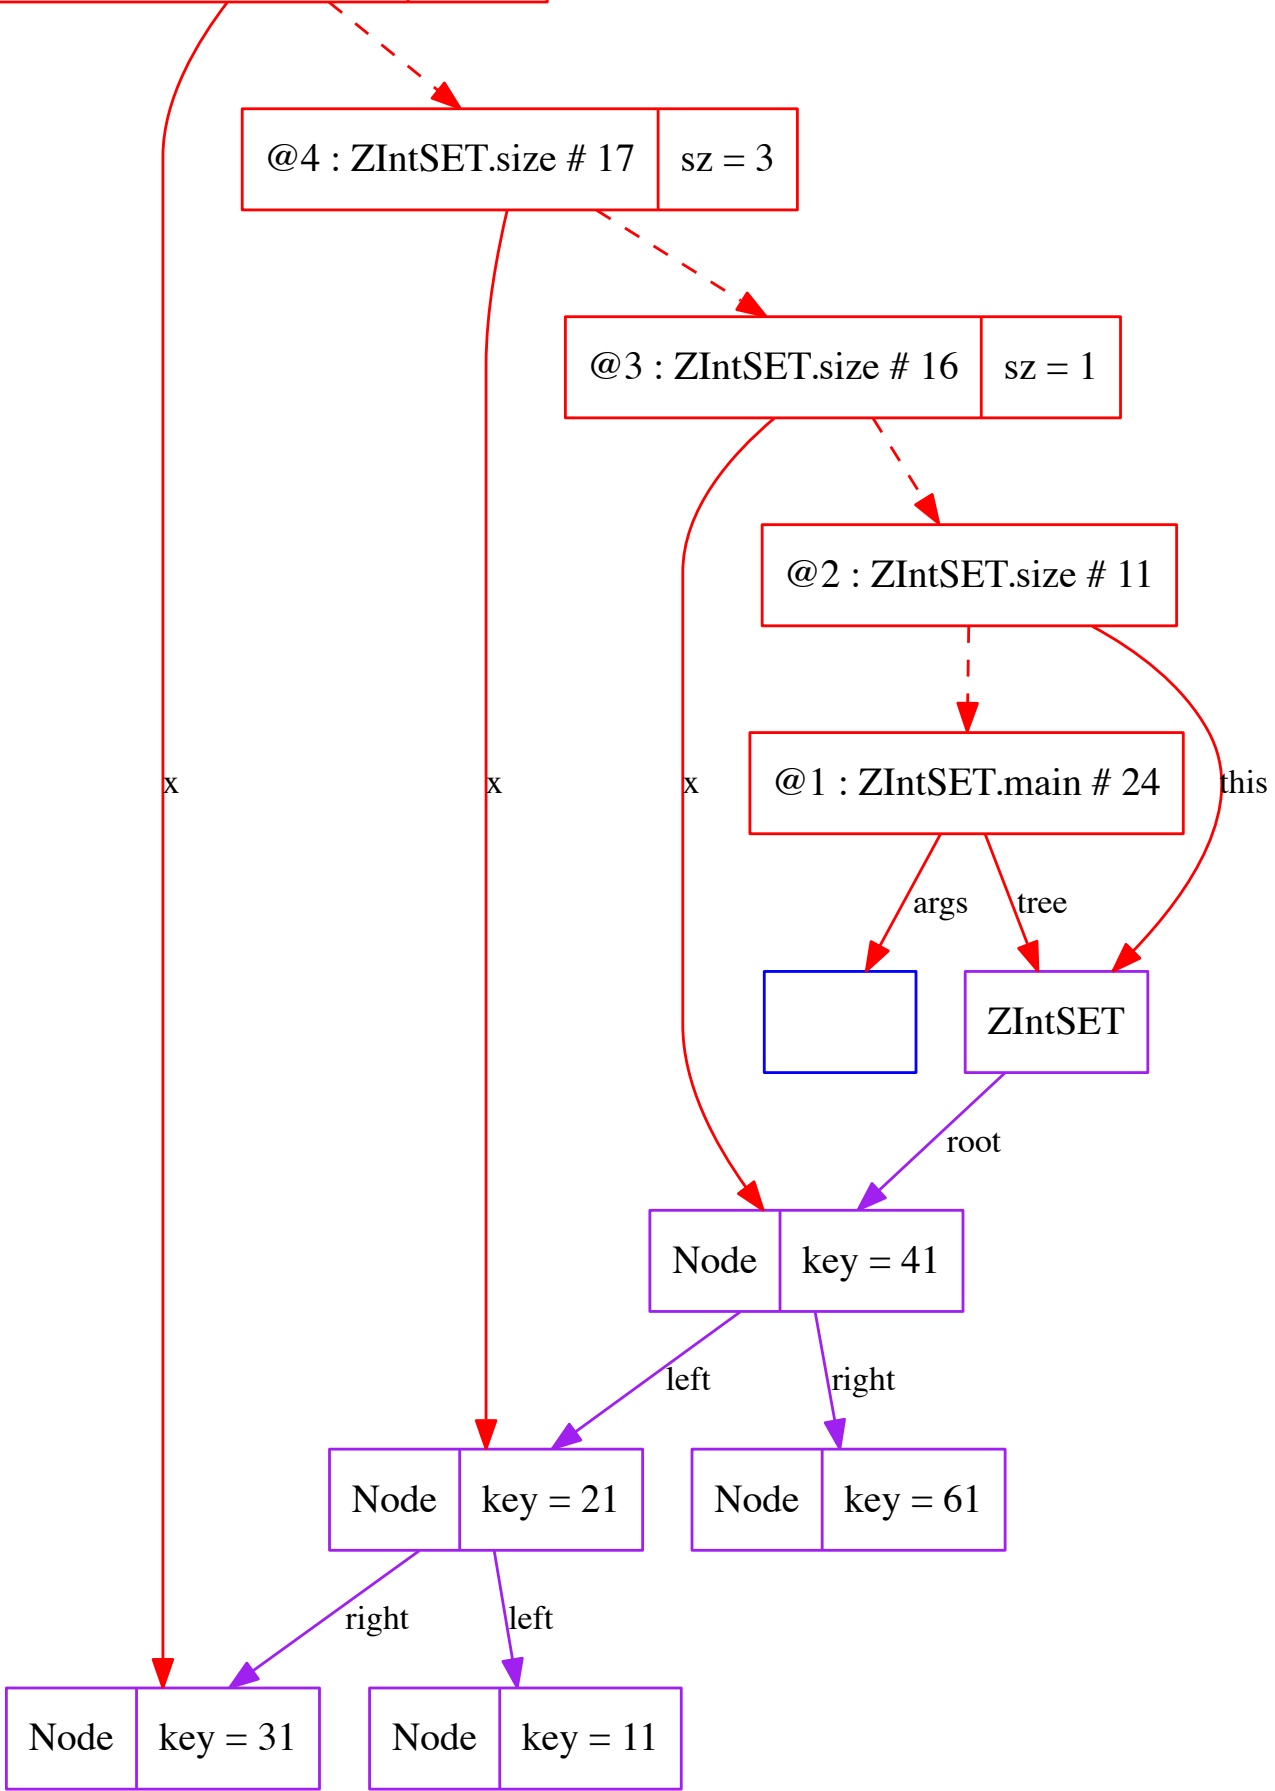 @4 : ZIntSET.size # 17 sz = 3
@3 : ZIntSET.size # 16 sz = 1
@2 : ZIntSET.size # 11
x x x @1 : ZIntSET.main # 24 this
args tree
ZIntSET
root
Node key = 41
left right
Node key = 21 Node key = 61
right left
Node key = 31 Node key = 11